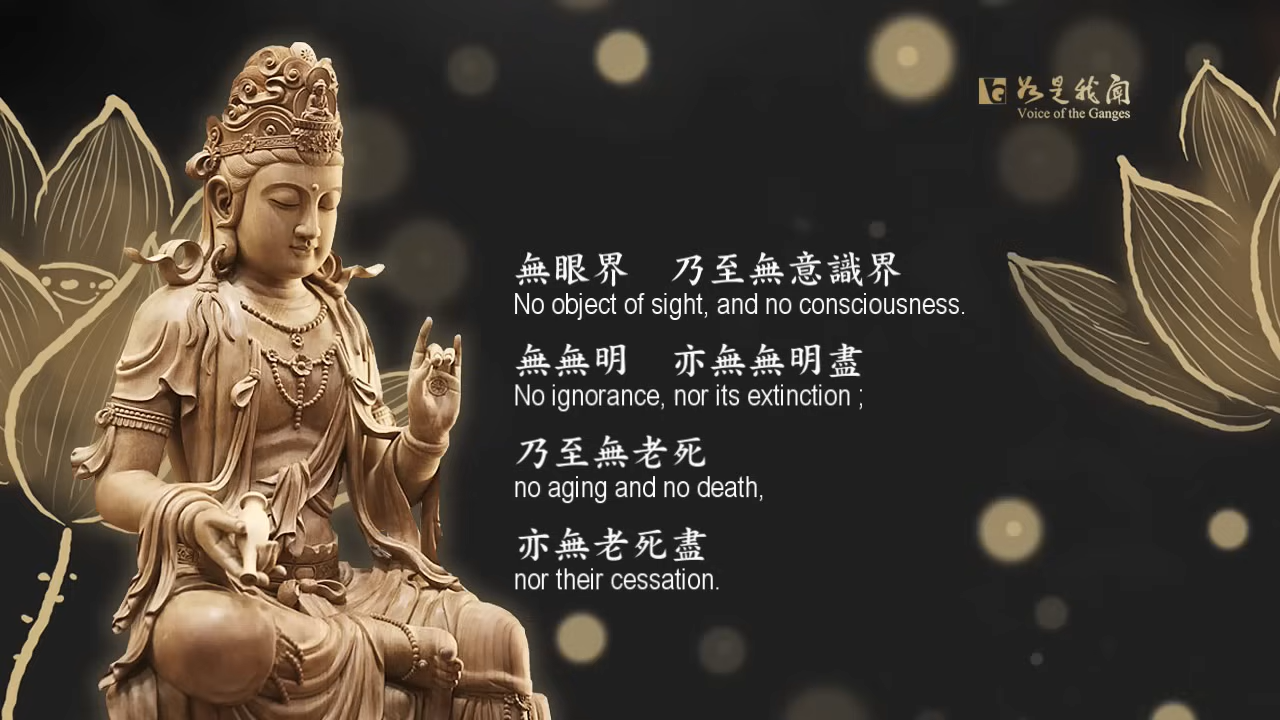 如是我聞
Voice of the Ganges
無眼界　乃至無意識界
No object of sight, and no consciousness.
無無明　亦無無明盡
No ignorance, nor its extinction ;
乃至無老死
no aging and no death,
亦無老死盡
nor their cessation.